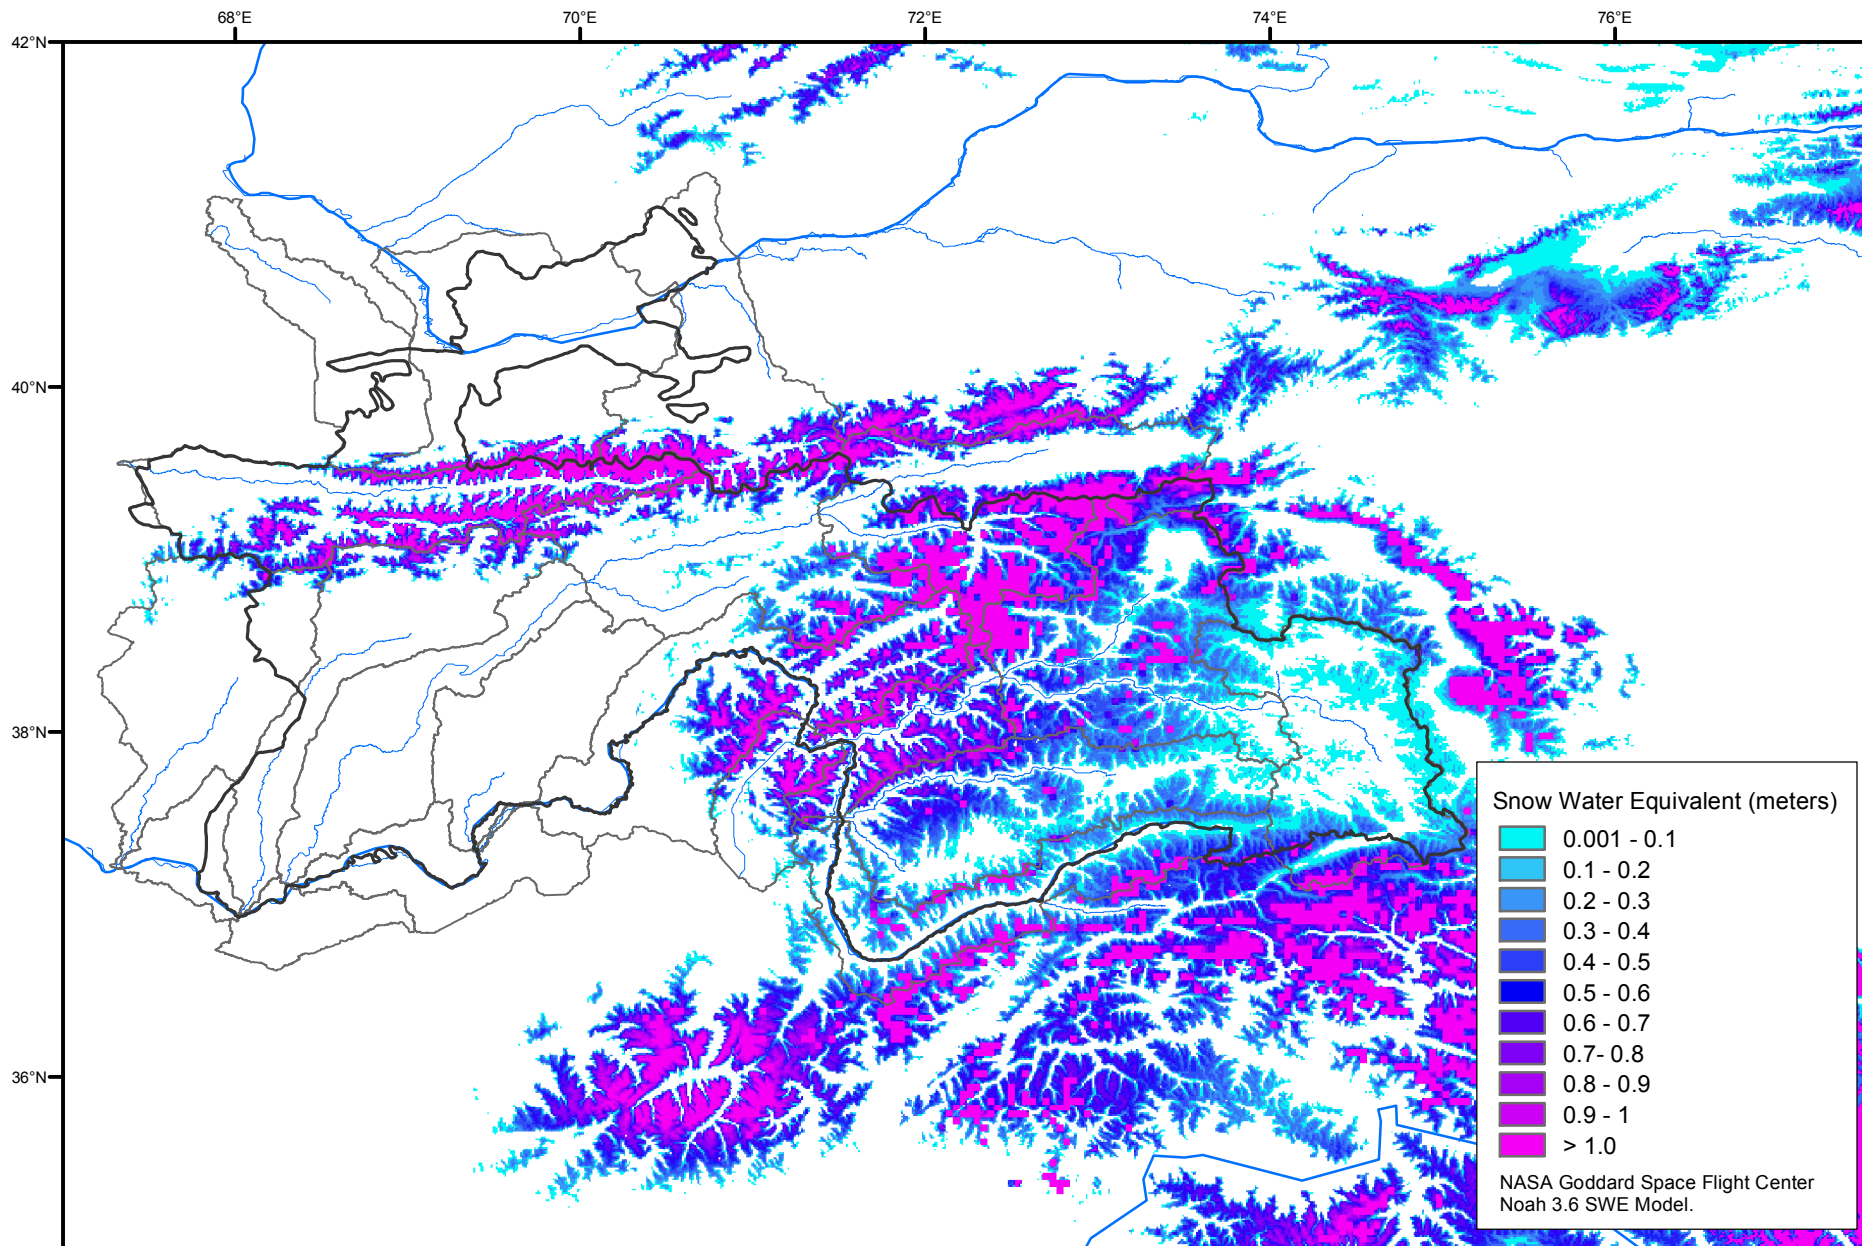 68°E 70°E 72°E 74°E 76°E
42°N
40°N
38°N
36°N
Snow Water Equivalent (meters)
0.001 - 0.1
0.1 - 0.2
0.2 - 0.3
0.3 - 0.4
0.4 - 0.5
0.5 - 0.6
0.6 - 0.7
0.7- 0.8
0.8 - 0.9
0.9 - 1
> 1.0
NASA Goddard Space Flight Center
Noah 3.6 SWE Model.